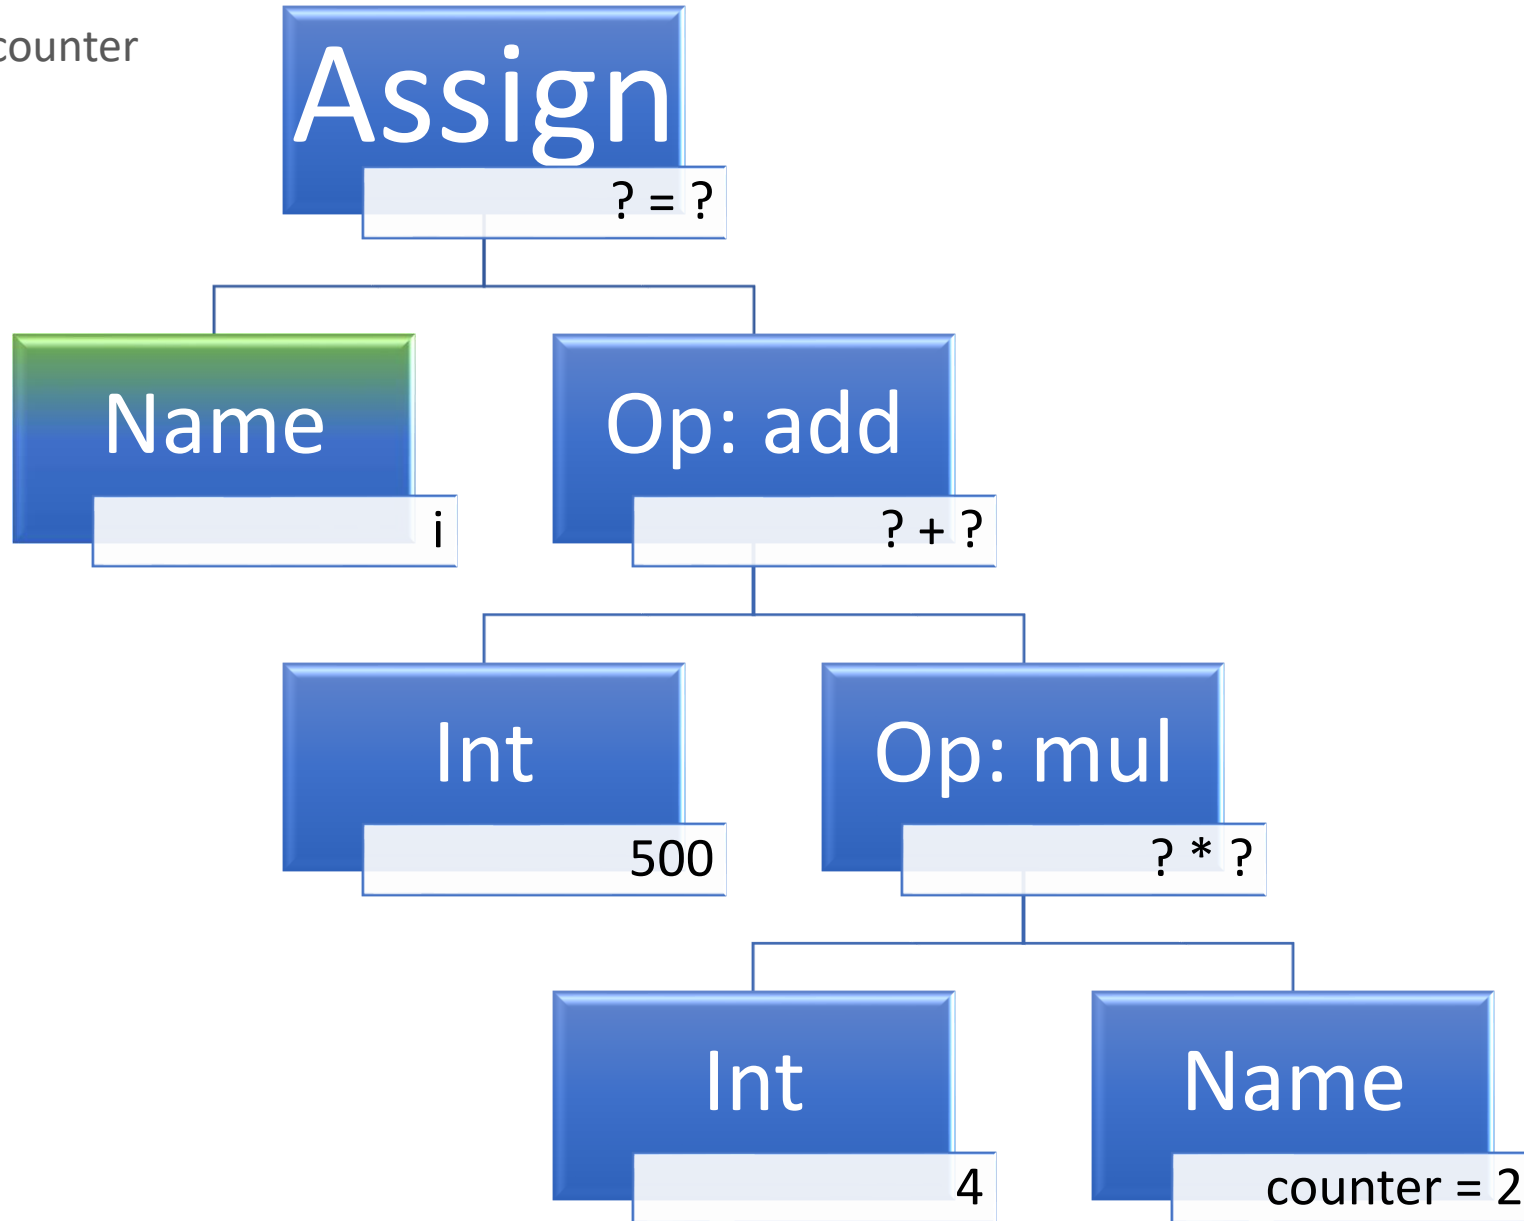 counter
Assign
? = ?
Name
i
Op: add
? + ?
Int
500
Op: mul
? * ?
Int
4
Name
counter = 2